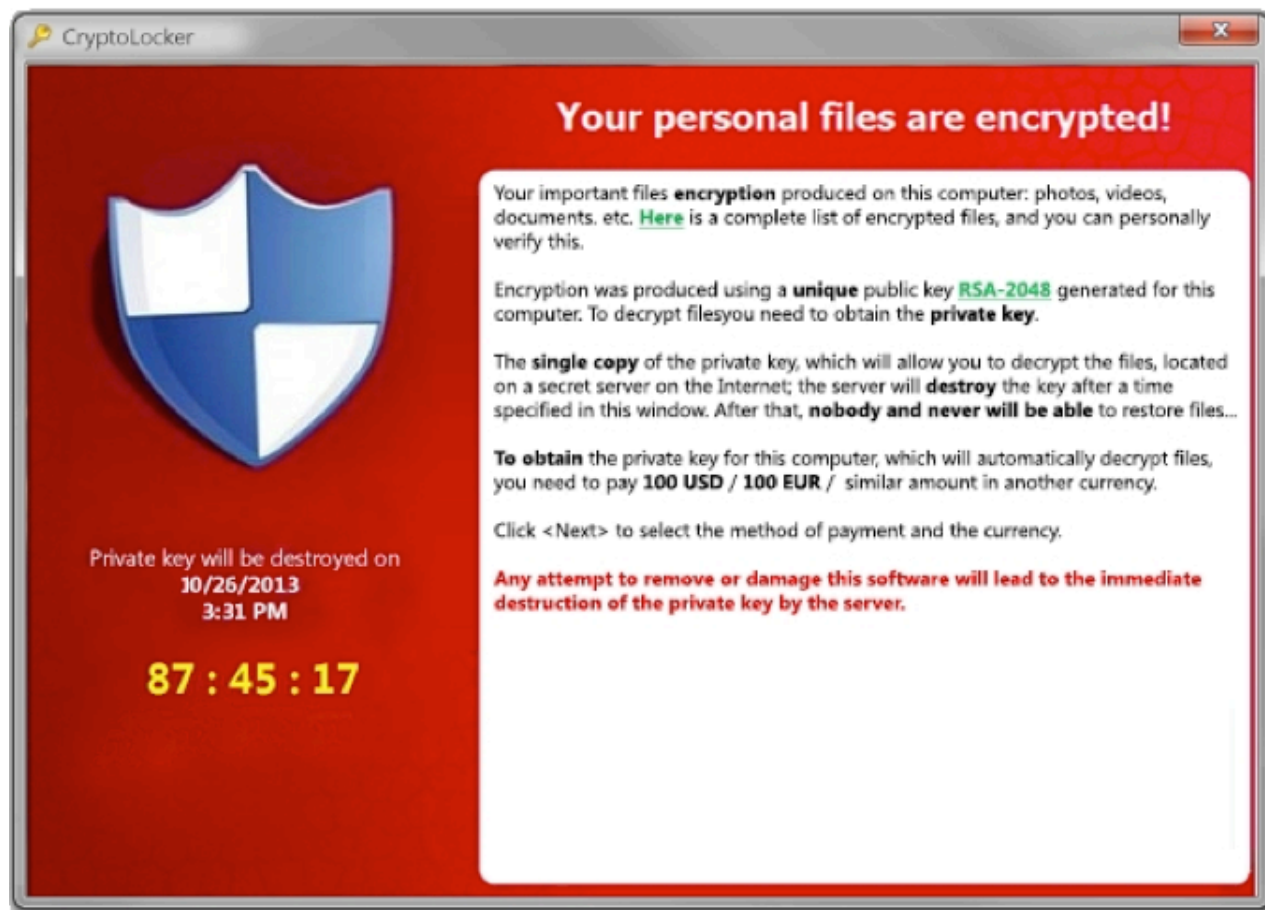 CryptoLocker
Your personal files are encrypted!
Your important files encryption produced on this computer: photos, videos,
documents. etc. Here is a complete list of encrypted files, and you can personally
verify this.
Encryption was produced using a unique public key RSA-2048 generated for this
computer. To decrypt filesyou need to obtain the private key.
The single copy of the private key, which will allow you to decrypt the files, located
on a secret server on the Internet; the server will destroy the key after a time
specified in this window. After that, nobody and never will be able to restore files...
To obtain the private key for this computer, which will automatically decrypt files,
you need to pay 100 USD / 100 EUR / similar amount in another currency.
Click <Next> to select the method of payment and the currency.
Any attempt to remove or damage this software will lead to the immediate
destruction of the private key by the server.
Private key will be destroyed on
10/26/2013
3:31 PM
87 : 45 : 17